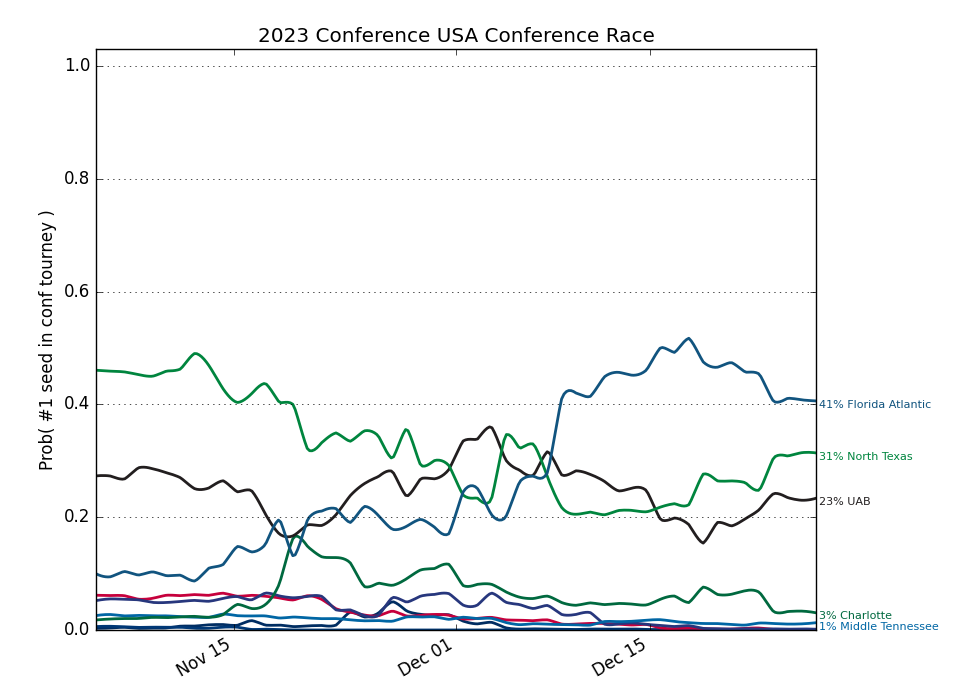 2023 Conference USA Conference Race
Prob( #1 seed in conf tourney )
1.0
0.8
0.6
0.4
0.2
0.0
Nov 15
Dec 01
Dec 15
41% Florida Atlantic
31% North Texas
23% UAB
3% Charlotte
1% Middle Tennessee